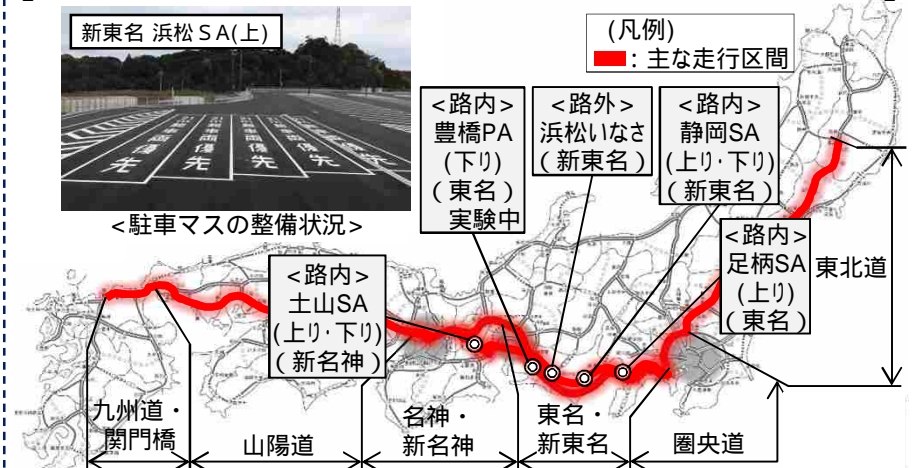 新東名 浜松SA(上)
(凡例)
:主な走行区間
<駐車マスの整備状況>
<路内>
豊橋PA
(下り)
(東名)
実験中
<路外>
浜松いなさ
(新東名)
<路内>
静岡SA
(上り·下り)
(新東名)
<路内>
足柄SA
(上り)
(東名)
<路内>
土山SA
(上り·下り)
(新名神)
東北道
九州道・
関門橋
山陽道
名神・
新名神
東名・
新東名
圏央道